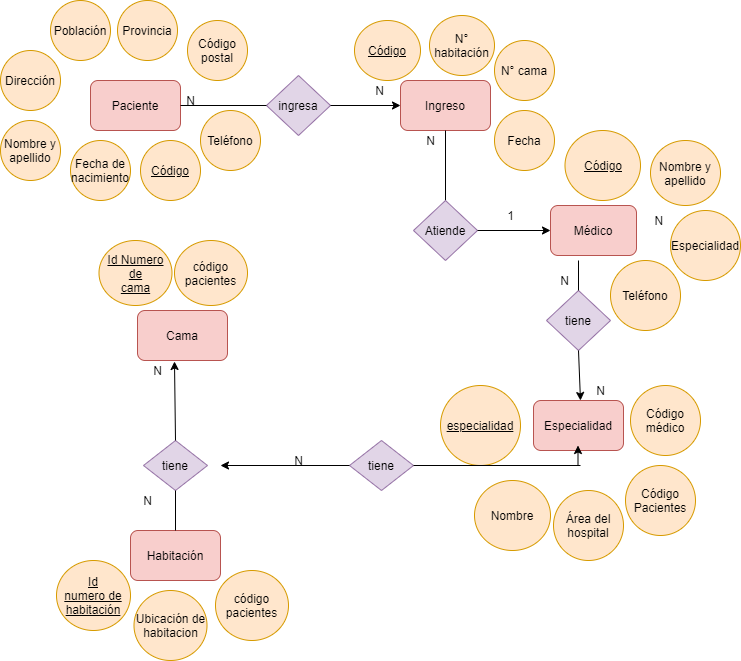 Población
Provincia
Código
postal
Dirección
Paciente
N
ingresa
Nombre y
apellido
Fecha de
nacimiento
Código
Teléfono
Código
N°
habitación
N° cama
N
Ingreso
N
Fecha
Código
Nombre y
apellido
Atiende
1
Médico
N
Especialidad
N
Teléfono
tiene
Id Numero
de
cama
código
pacientes
Cama
N
N
especialidad
Especialidad
Código
médico
tiene
N
tiene
N
Nombre
Área del
hospital
Código
Pacientes
Habitación
Id
numero de
habitación
Ubicación de
habitacion
código
pacientes